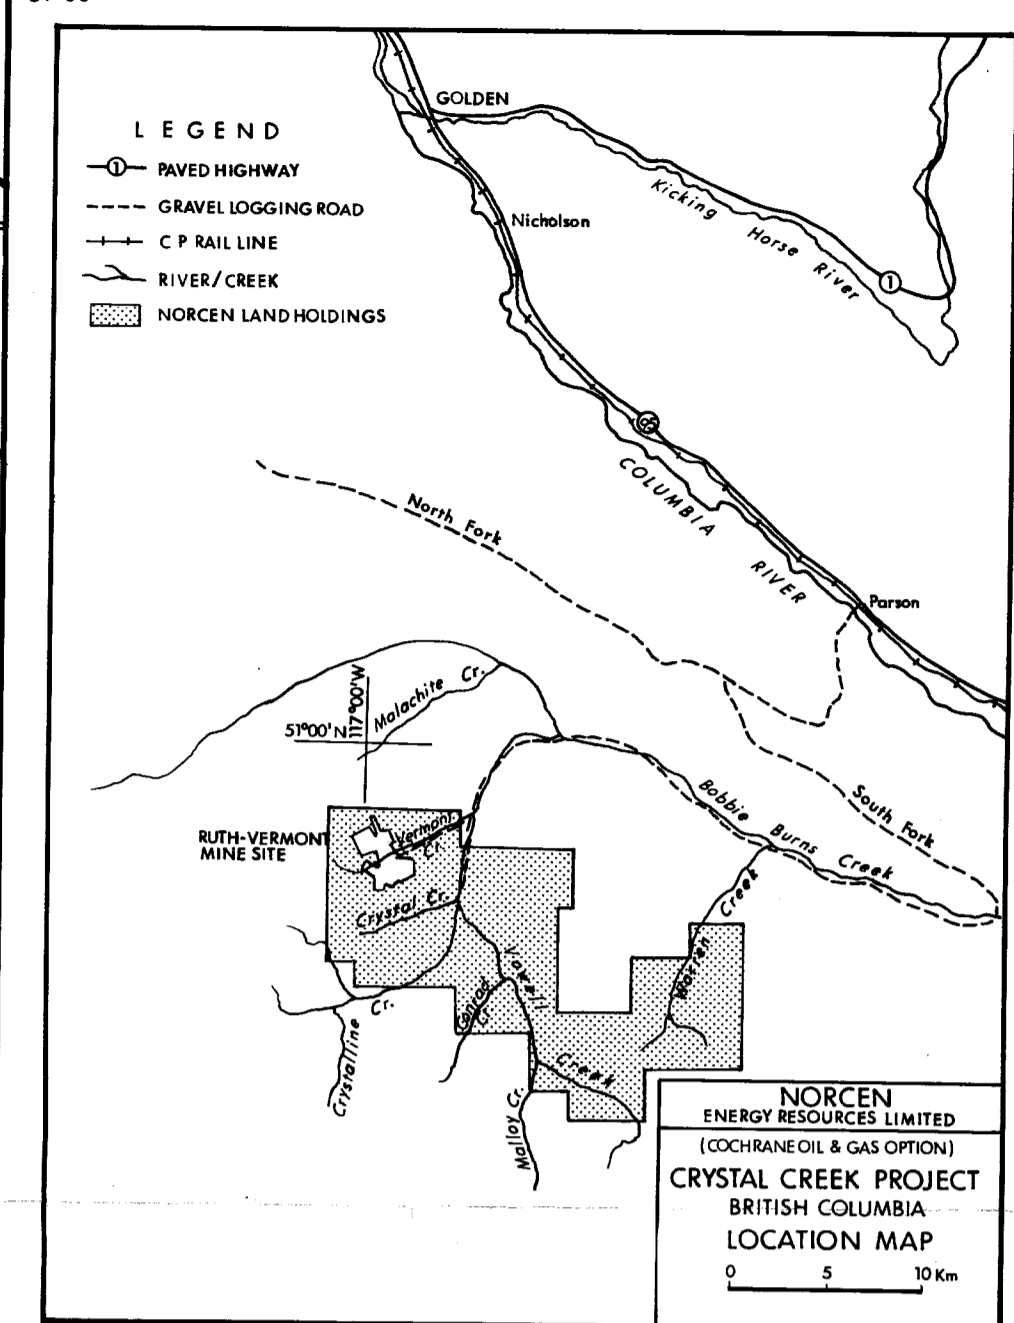 GOLDEN
LEGEND
1 PAVED HIGHWAY
GRAVEL LOGGING ROAD
C P RAIL LINE
RIVER/CREEK
NORCEN LAND HOLDINGS
Kicking Horse River
Nicholson
1
95
COLUMBIA RIVER
North Fork
Parson
Malachite Cr.
117°00'W
51°00'N
Bobbie Burns Creek
South Fork
RUTH-VERMONT
MINE SITE
Vermont
Cr.
Crystal Cr.
Warren Creek
Vowell Creek
Conrad
Cr.
Crystalline Cr.
Malloy Cr.
NORCEN
ENERGY RESOURCES LIMITED
(COCHRANE OIL & GAS OPTION)
CRYSTAL CREEK PROJECT
BRITISH COLUMBIA
LOCATION MAP
0 5 10 Km